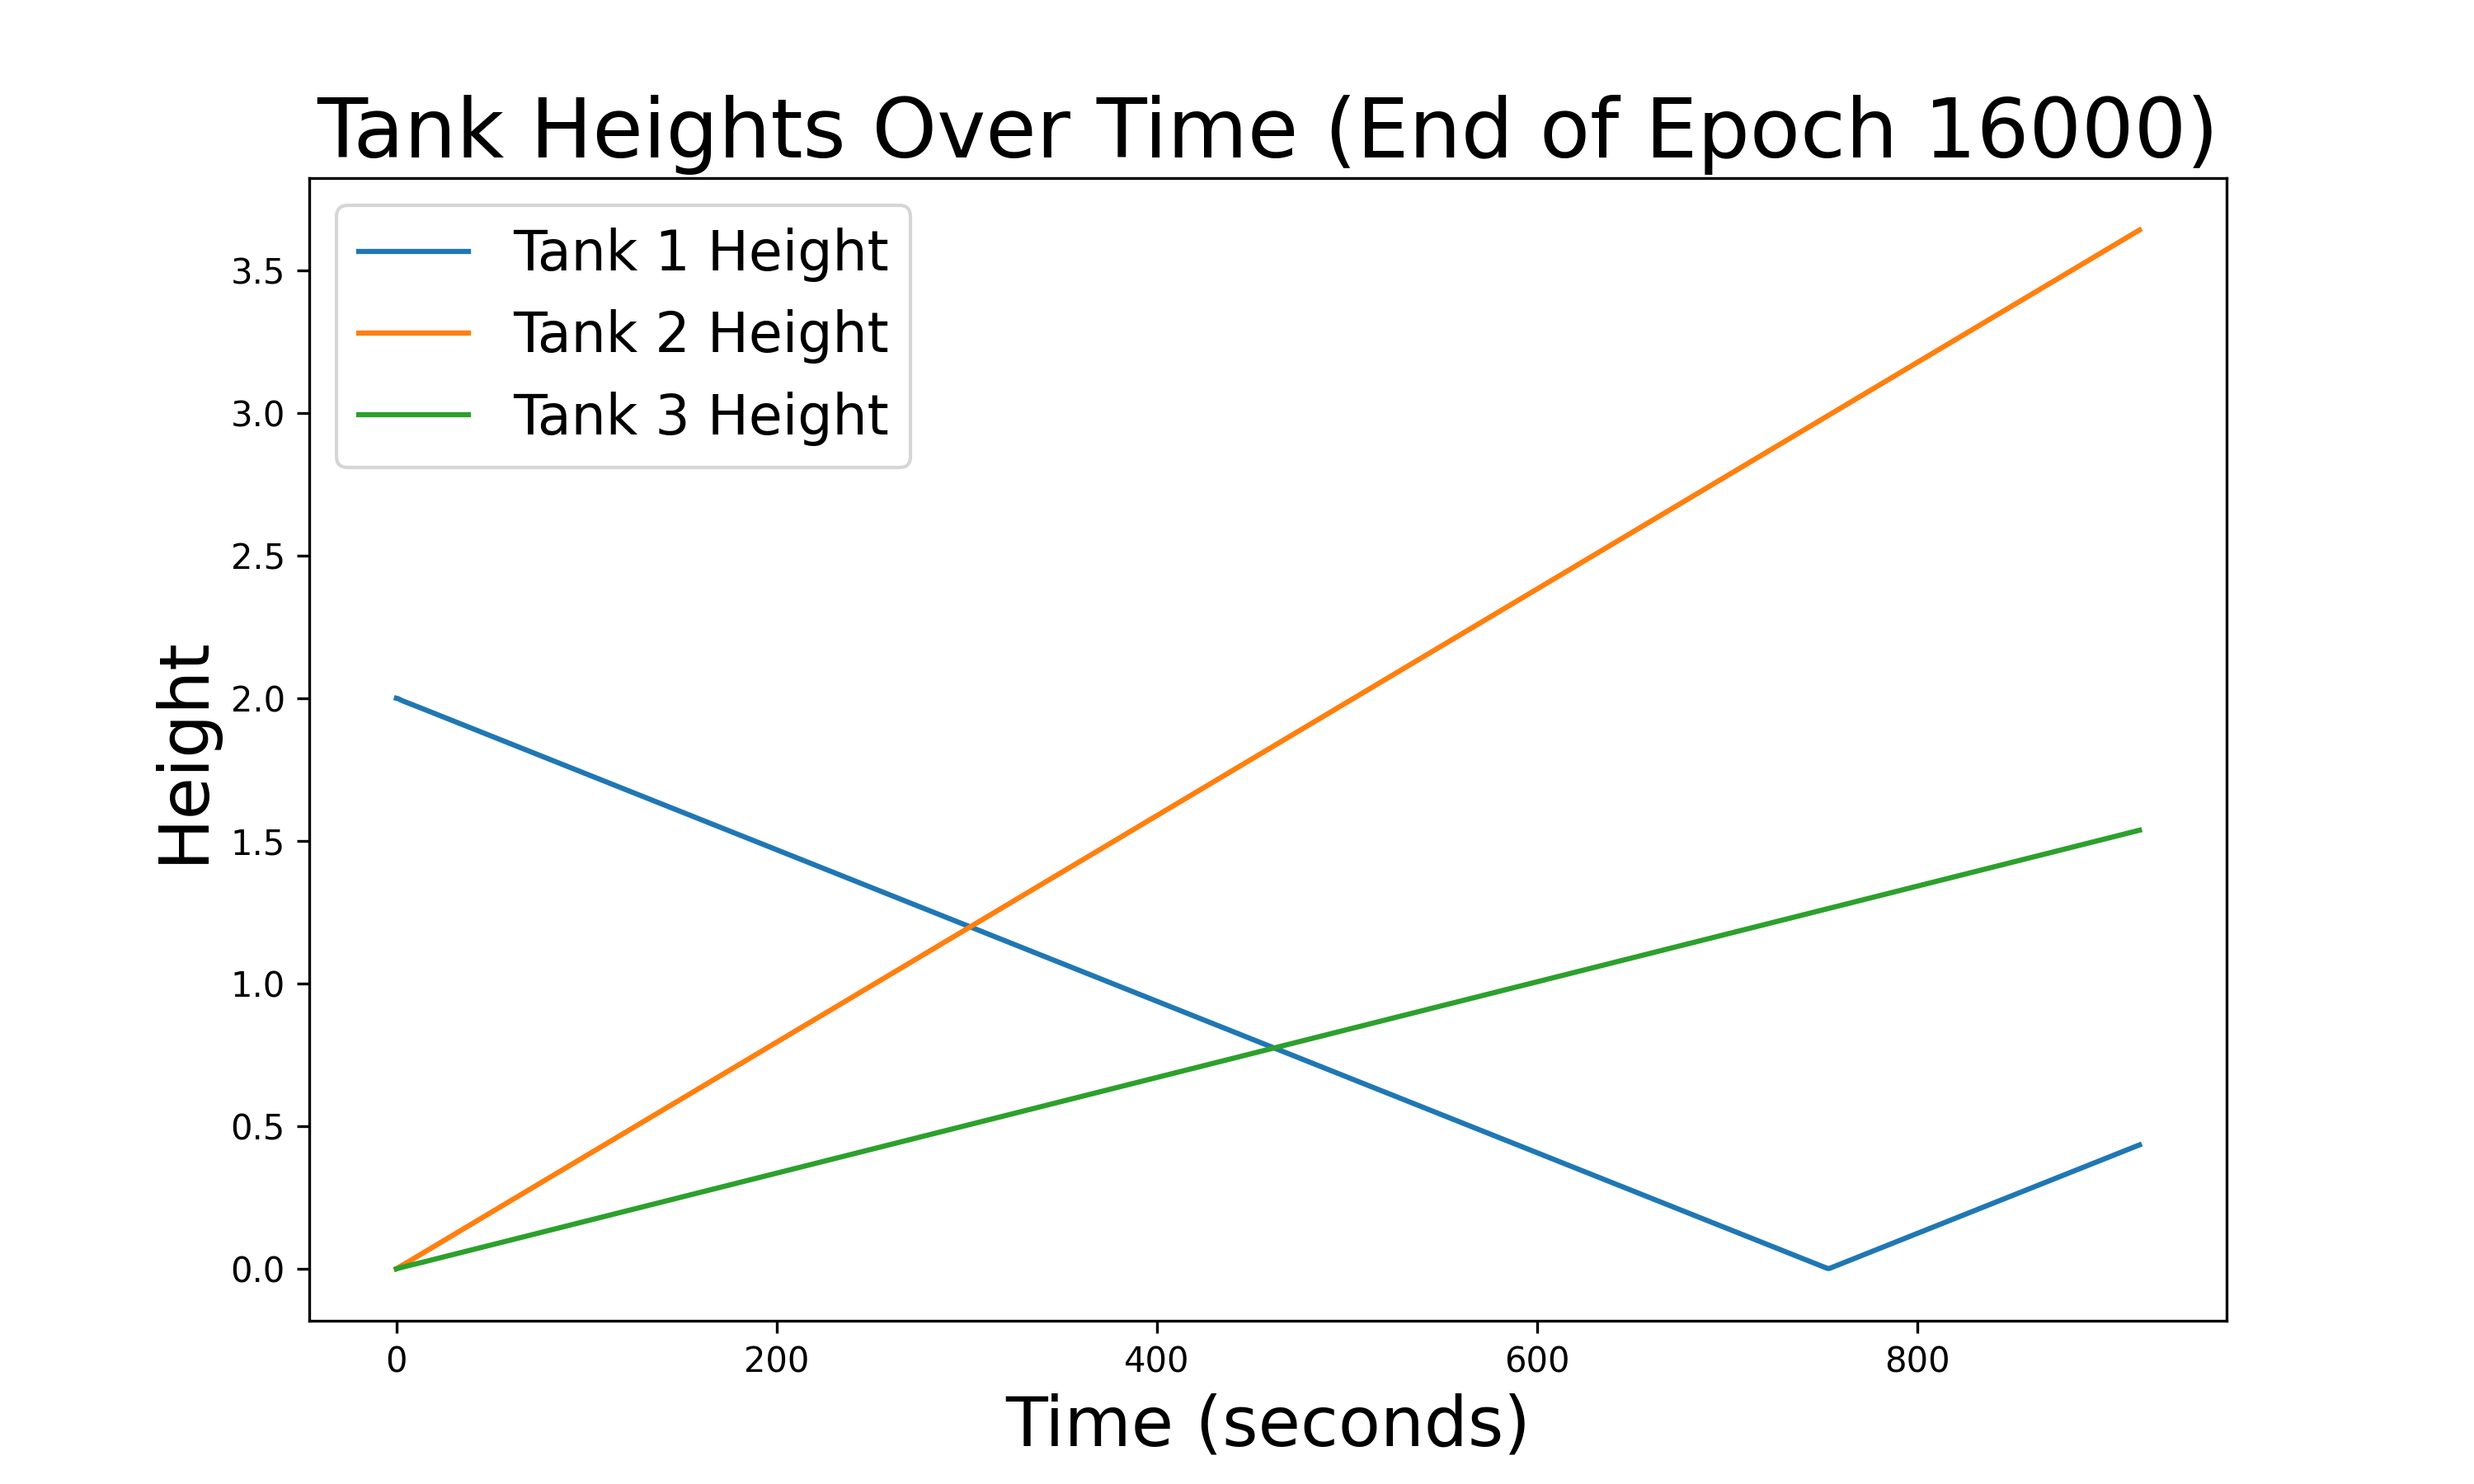 Tank Heights Over Time (End of Epoch 16000)
Tank 1 Height
Tank 2 Height
Tank 3 Height
3.5
3.0
2.5
2.0
1.5
1.0
0.5
0.0
Height
0 200 400 600 800
Time (seconds)